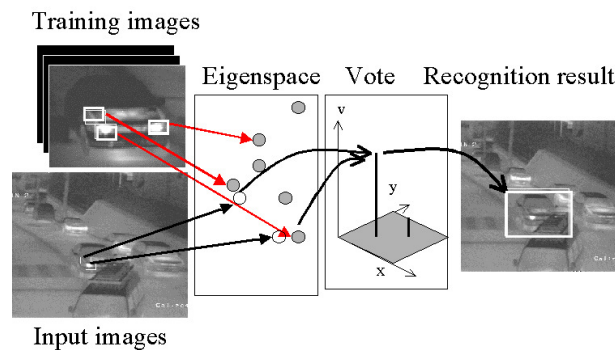 Training images
Eigenspace
Vote
Recognition result
v
y
x
Input images